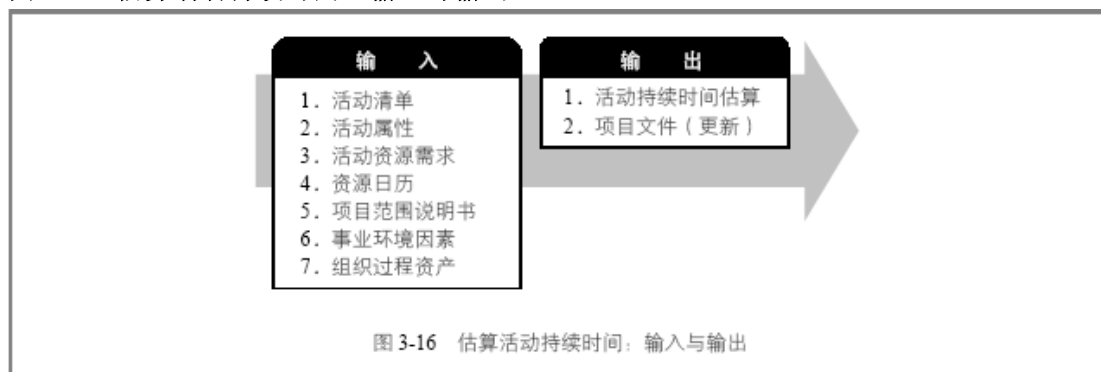 输 入
1. 活动清单
2. 活动属性
3. 活动资源需求
4. 资源日历
5. 项目范围说明书
6. 事业环境因素
7. 组织过程资产
输 出
1. 活动持续时间估算
2. 项目文件（更新）
图 3-16 估算活动持续时间：输入与输出